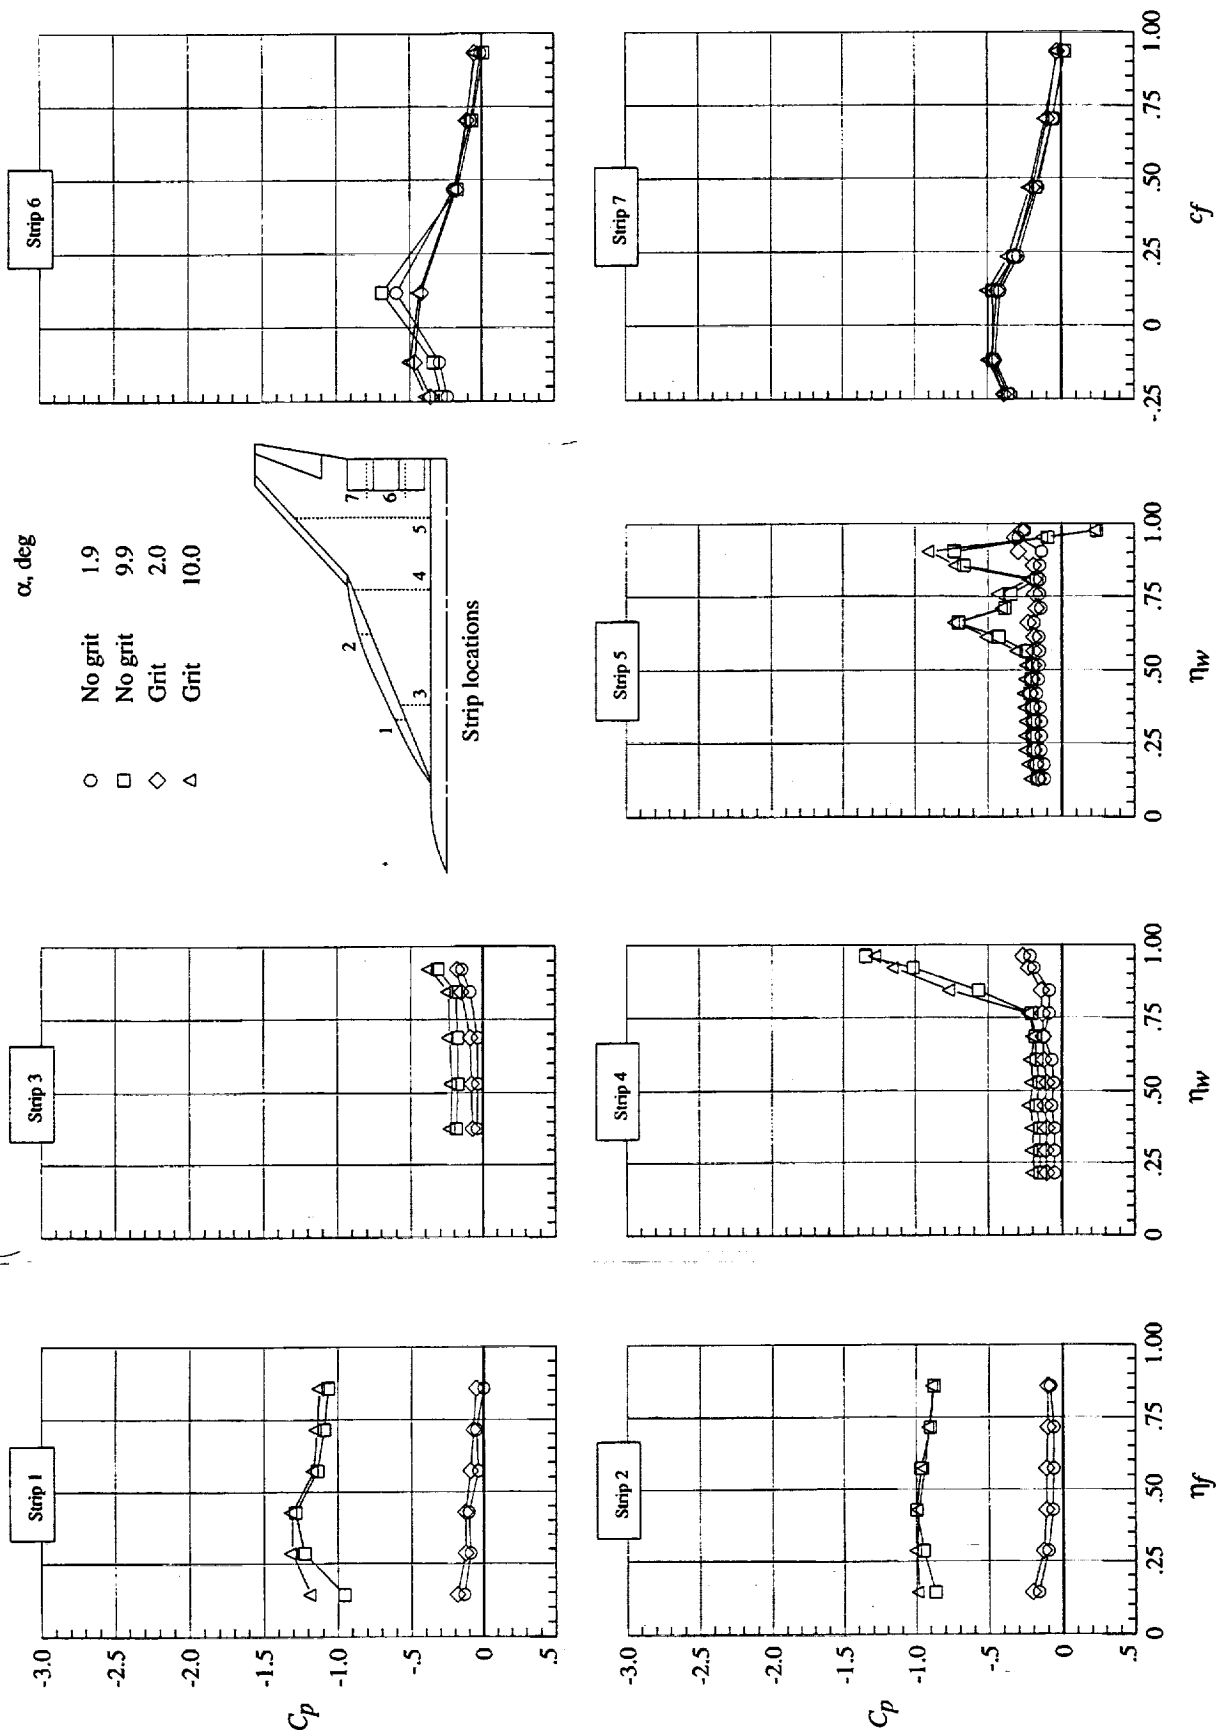 α, deg
No grit 1.9
No grit 9.9
Grit 2.0
Grit 10.0
Strip 1
-3.0
-2.5
-2.0
-1.5
-1.0
-.5
0
.5
Cp
Strip 3
Strip locations
1
2
3
4
5
6
7
Strip 6
Strip 2
-3.0
-2.5
-2.0
-1.5
-1.0
-.5
0
.5
Cp
0 .25 .50 .75 1.00
ηf
Strip 4
0 .25 .50 .75 1.00
ηw
Strip 5
0 .25 .50 .75 1.00
ηw
Strip 7
-.25 0 .25 .50 .75 1.00
cf